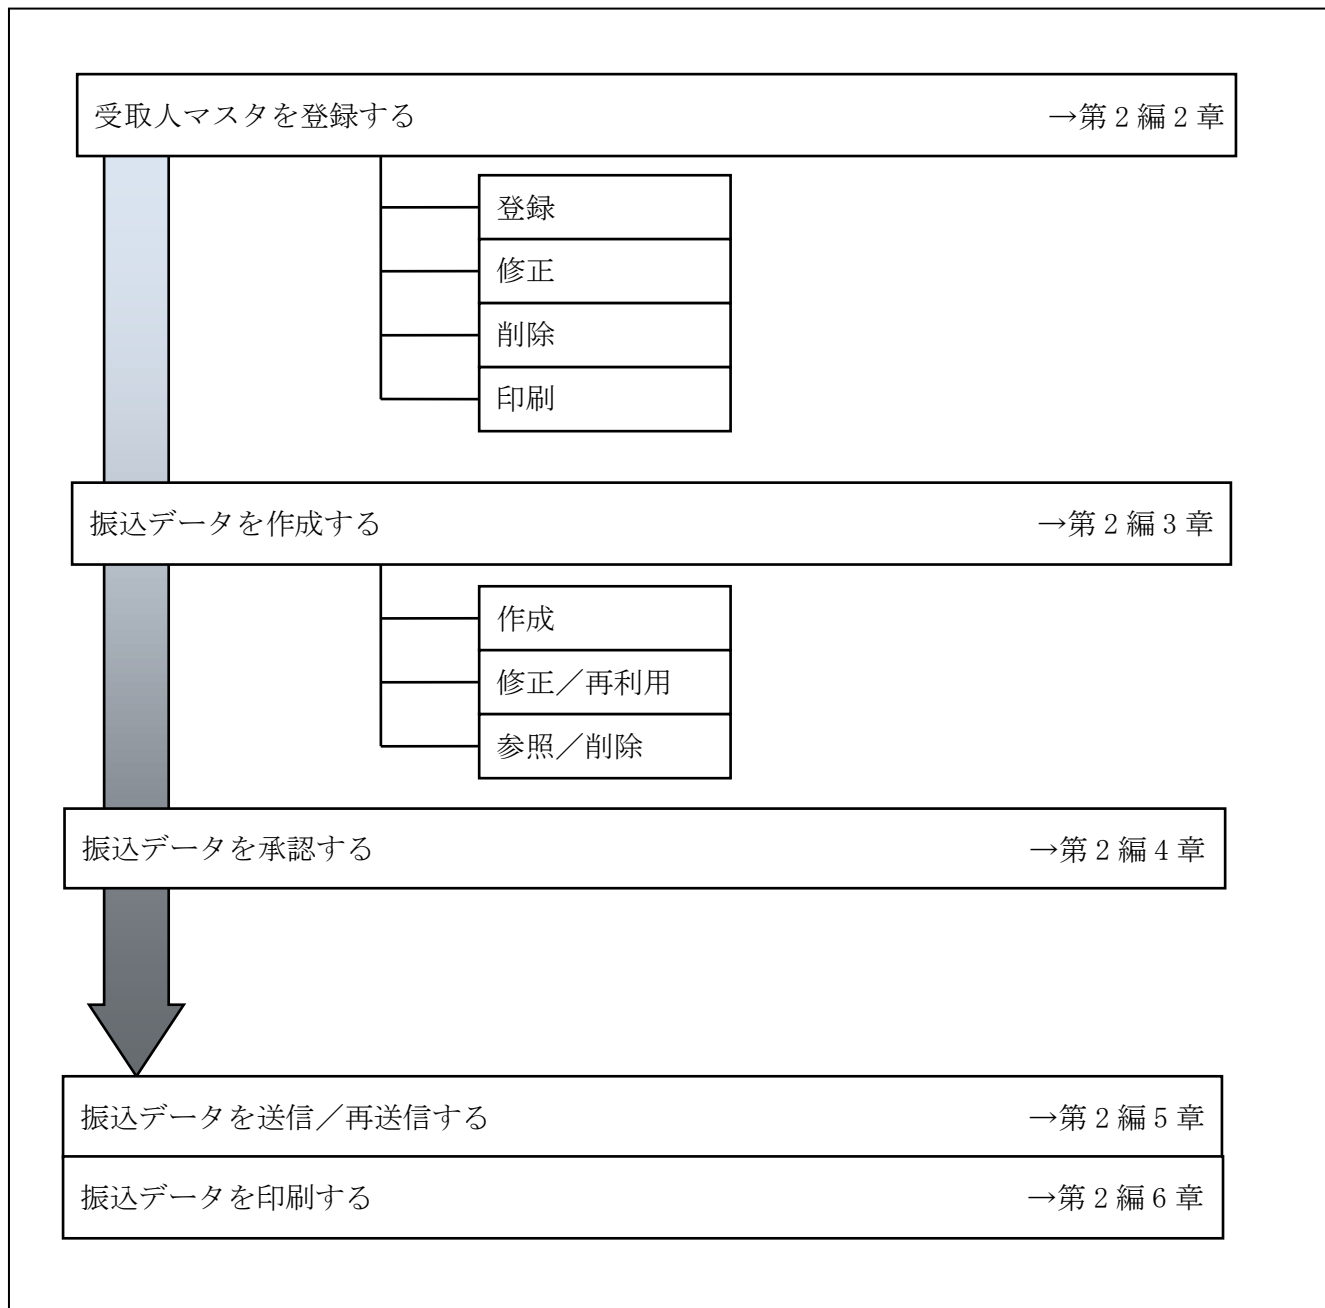 受取人マスタを登録する →第2編2章
登録
修正
削除
印刷
振込データを作成する →第2編3章
作成
修正／再利用
参照／削除
振込データを承認する →第2編4章
振込データを送信／再送信する →第2編5章
振込データを印刷する →第2編6章